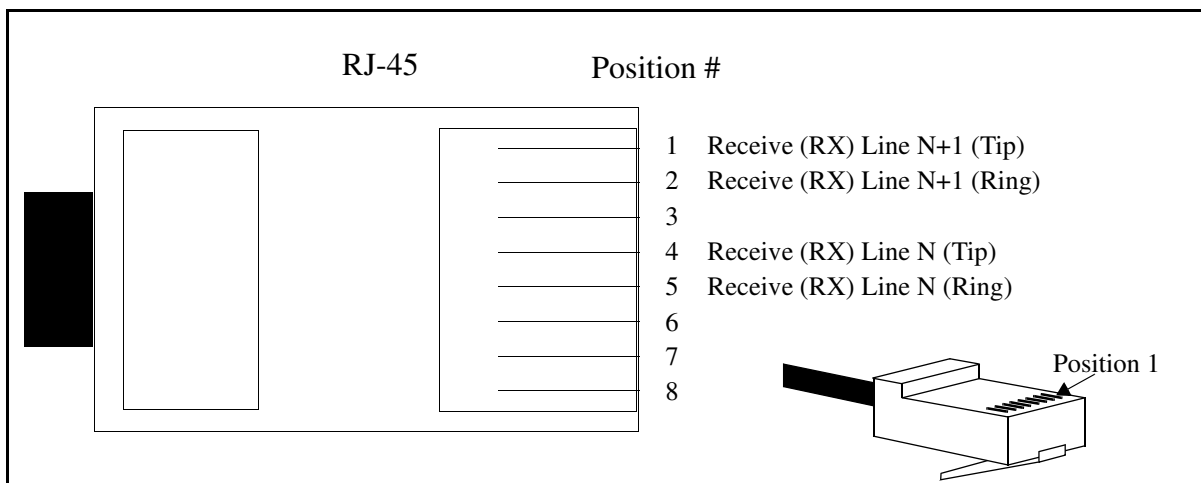 RJ-45 Position #
1 Receive (RX) Line N+1 (Tip)
2 Receive (RX) Line N+1 (Ring)
3
4 Receive (RX) Line N (Tip)
5 Receive (RX) Line N (Ring)
6
7
8
Position 1